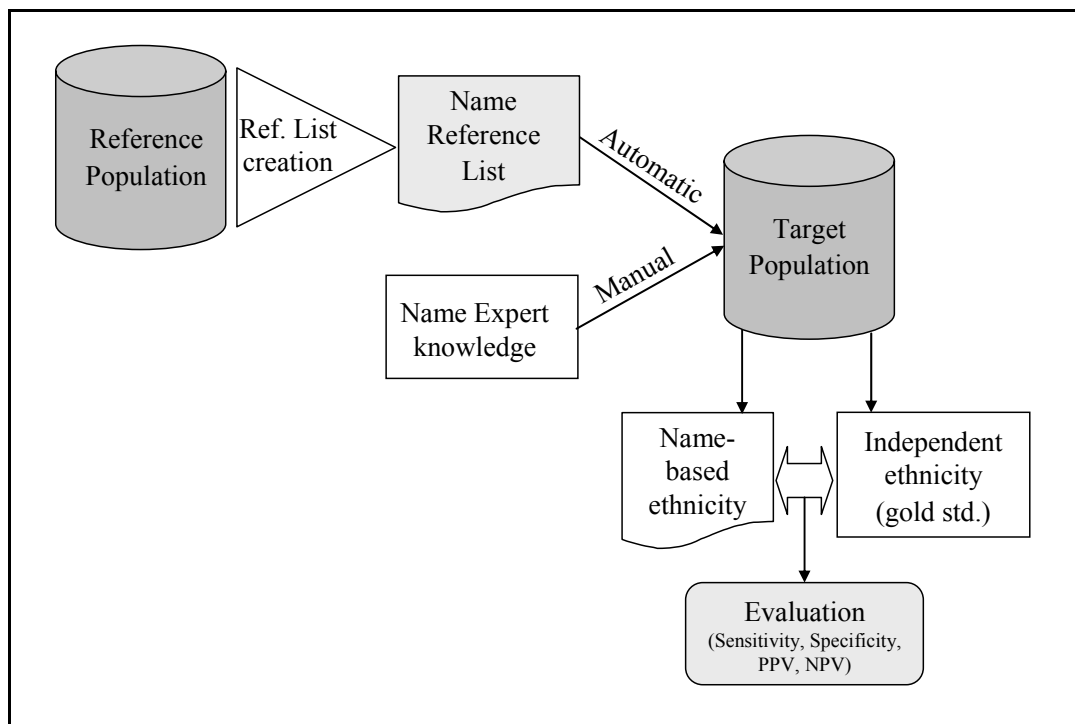 Reference
Population
Ref. List
creation
Name
Reference
List
Automatic
Name Expert
knowledge
Manual
Target
Population
Name-
based
ethnicity
Independent
ethnicity
(gold std.)
Evaluation
(Sensitivity, Specificity,
PPV, NPV)